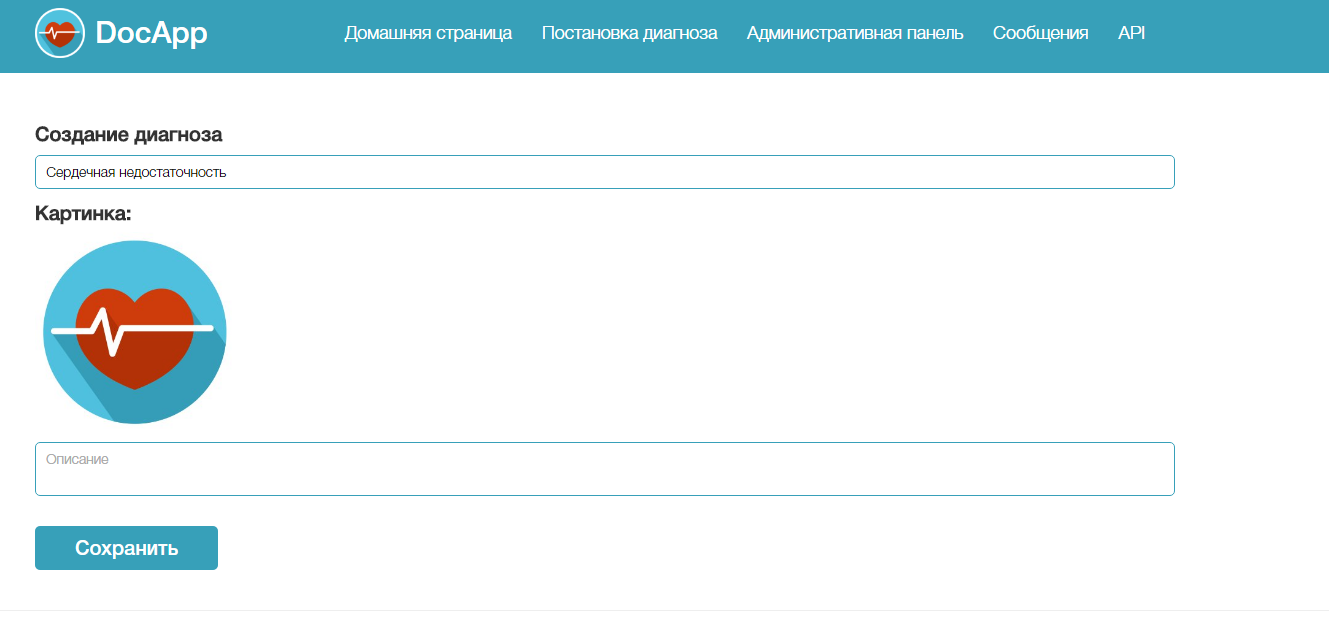 DocApp
Домашняя страница Постановка диагноза Административная панель Сообщения API
Создание диагноза
Сердечная недостаточность
Картинка:
Описание
Сохранить